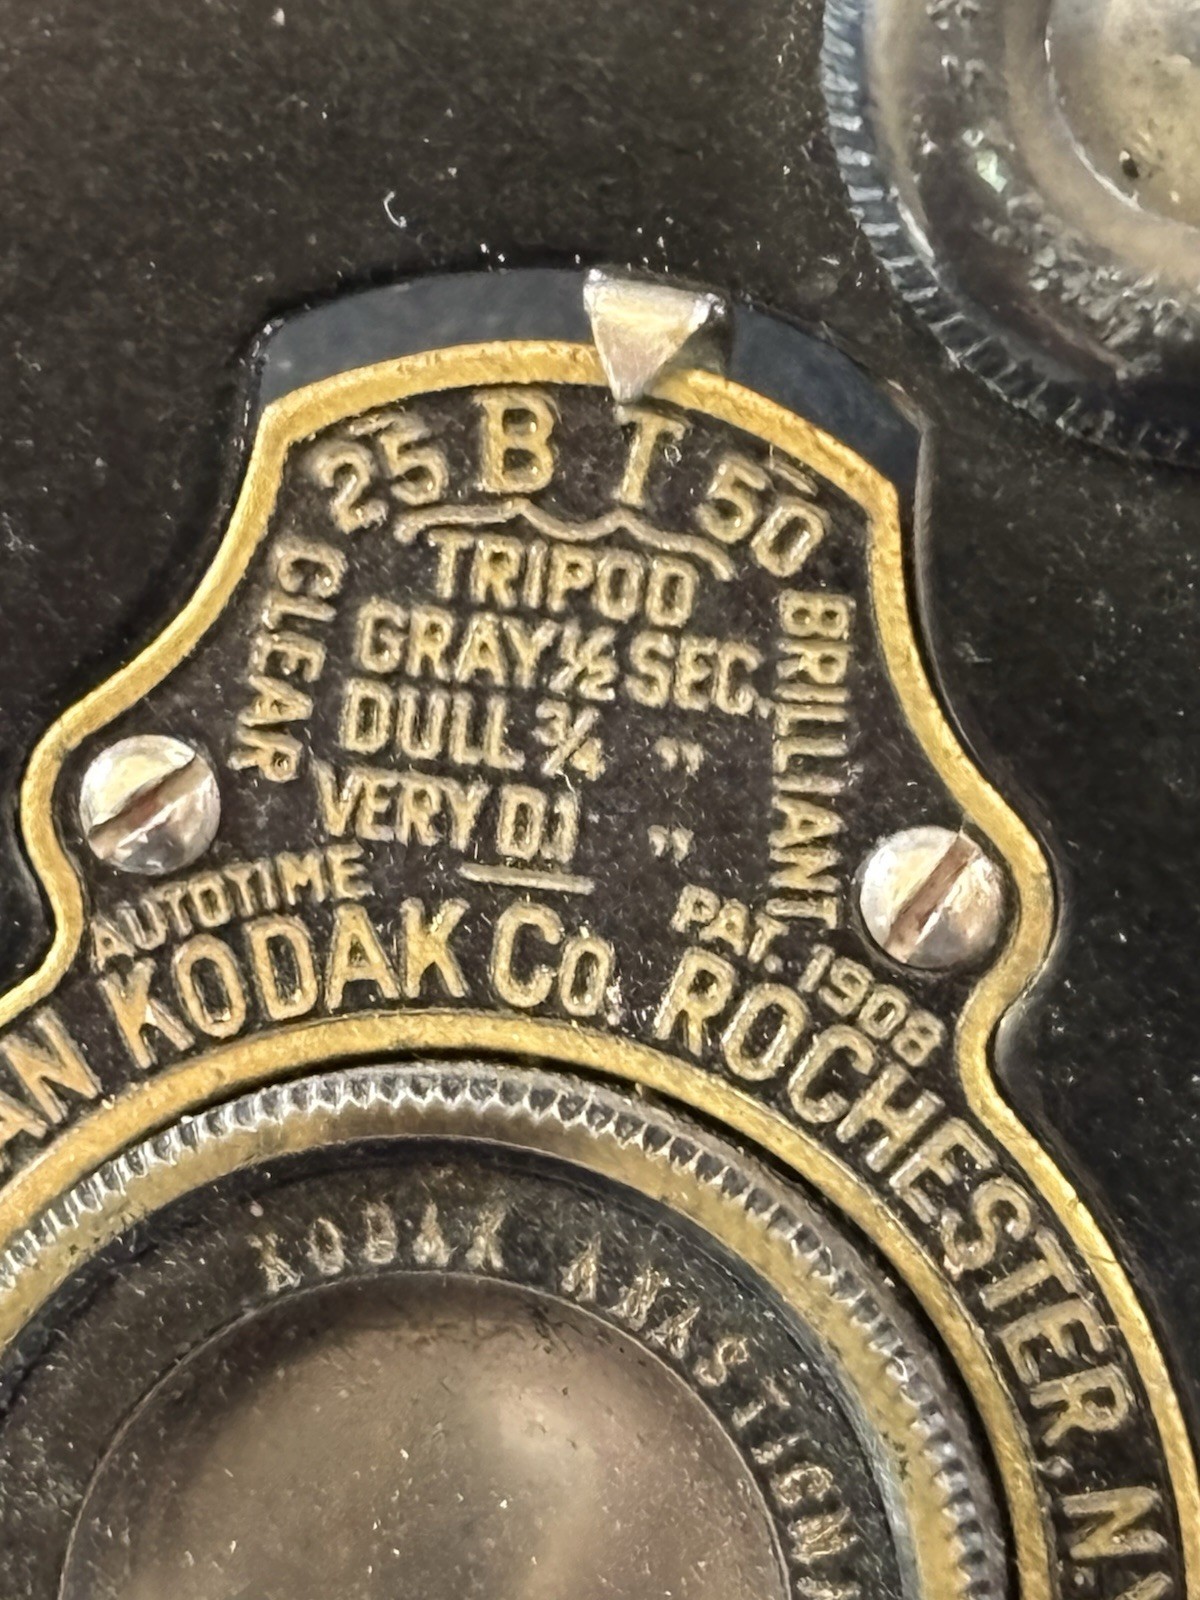 25 B T 50
CLEAR
TRIPOD
GRAY ½ SEC.
DULL ¾ "
VERY D.1 "
BRILLIANT
AUTOTIME
PAT. 1908
AN KODAK CO. ROCHESTER, N.
KODAK ANASTIGM